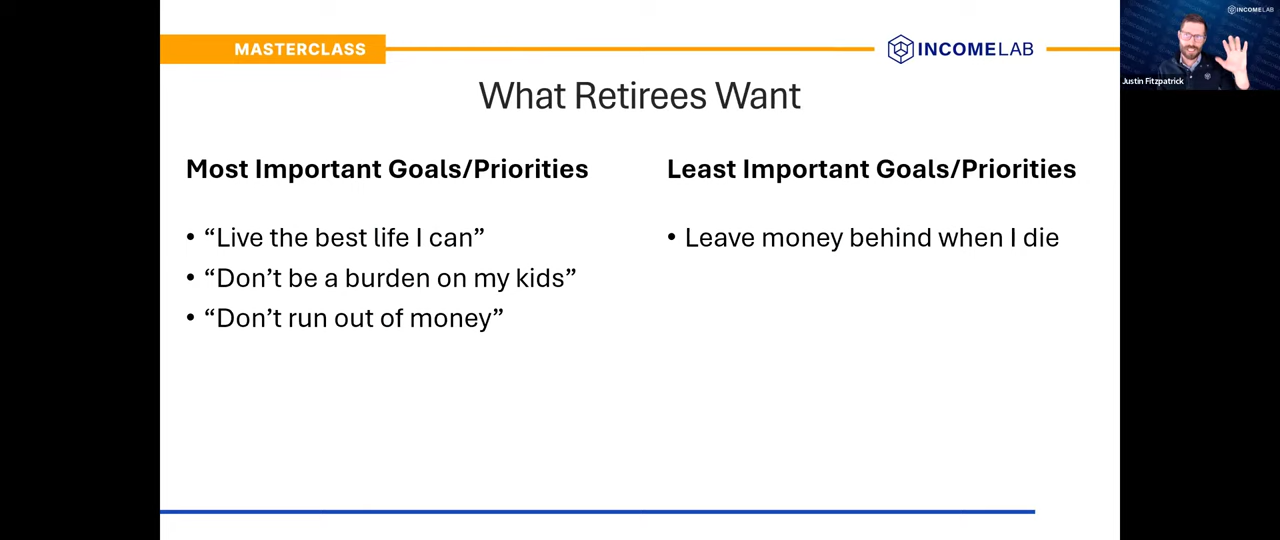 MASTERCLASS
INCOMELAB
INCOMELAB
Justin Fitzpatrick
What Retirees Want
Most Important Goals/Priorities
• “Live the best life I can”
• “Don’t be a burden on my kids”
• “Don’t run out of money”
Least Important Goals/Priorities
• Leave money behind when I die